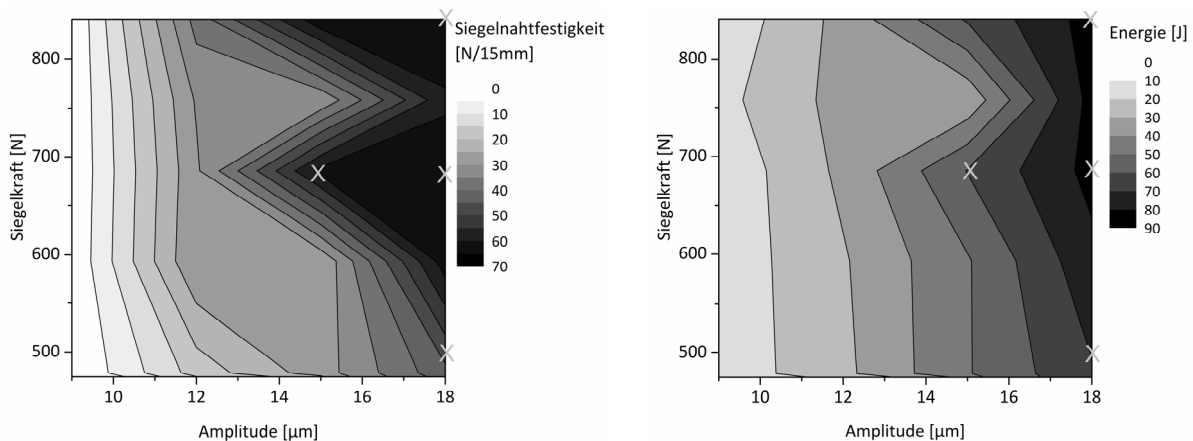 Siegelnahtfestigkeit
[N/15mm]
0
10
20
30
40
50
60
70
800
700
600
500
Siegelkraft [N]
10
12
14
16
18
Amplitude [µm]
X
X
X
X
Energie [J]
0
10
20
30
40
50
60
70
80
90
800
700
600
500
Siegelkraft [N]
10
12
14
16
18
Amplitude [µm]
X
X
X
X